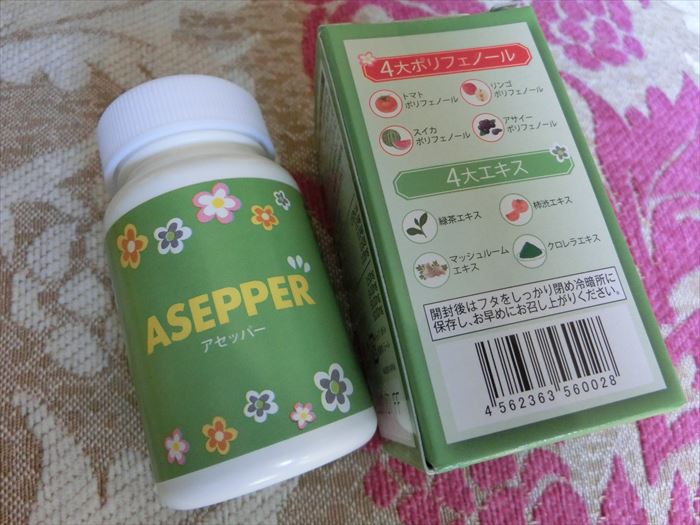 ASEPPER
アセッパー
4大ポリフェノール
トマト
ポリフェノール
リンゴ
ポリフェノール
スイカ
ポリフェノール
アサイー
ポリフェノール
4大エキス
緑茶エキス
柿渋エキス
マッシュルーム
エキス
クロレラエキス
開封後はフタをしっかり閉め冷暗所に
保存し、お早めにお召し上がりください。
4 562363 560028